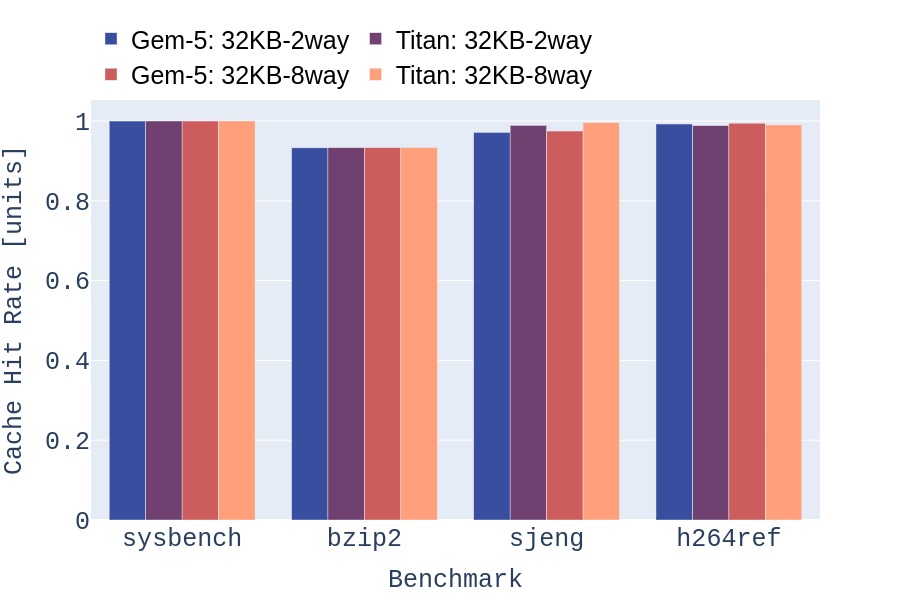 Gem-5: 32KB-2way Titan: 32KB-2way
Gem-5: 32KB-8way Titan: 32KB-8way
1
0.8
0.6
0.4
0.2
0
Cache Hit Rate [units]
sysbench bzip2 sjeng h264ref
Benchmark